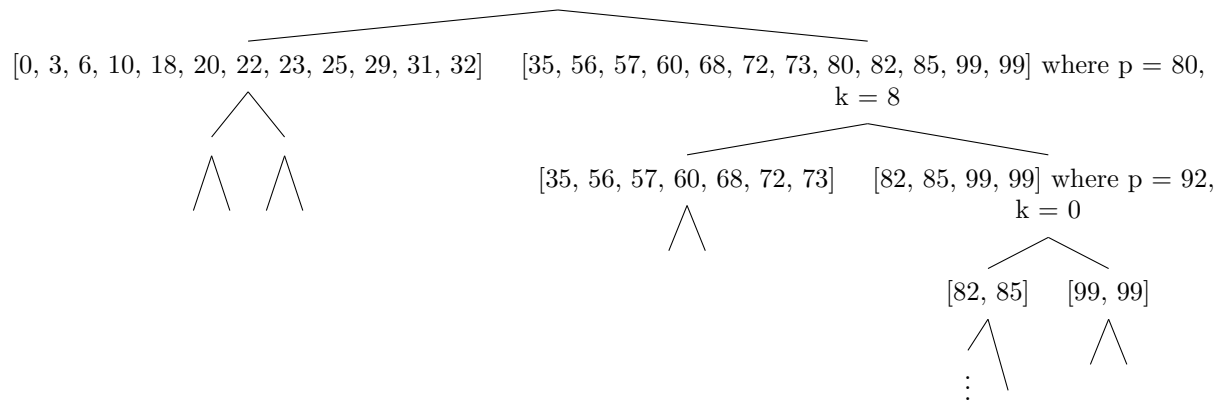 [0, 3, 6, 10, 18, 20, 22, 23, 25, 29, 31, 32]
[35, 56, 57, 60, 68, 72, 73, 80, 82, 85, 99, 99] where p = 80,
k = 8
[35, 56, 57, 60, 68, 72, 73]
[82, 85, 99, 99] where p = 92,
k = 0
[82, 85]
[99, 99]
⋮